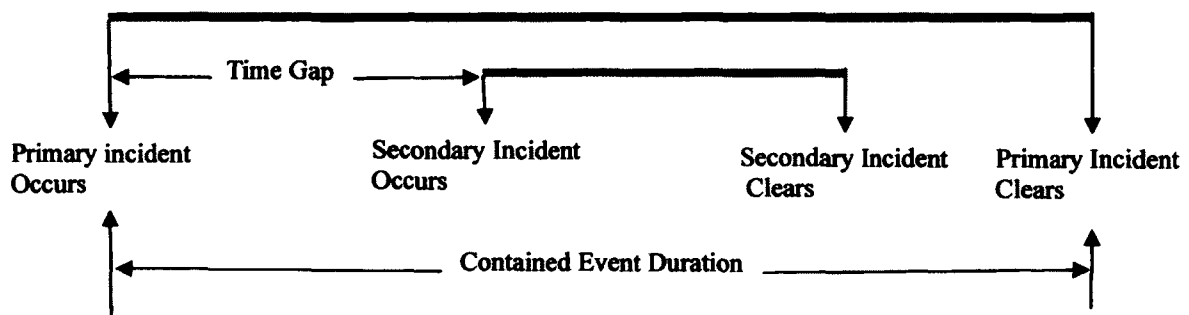 Time Gap
Primary incident
Occurs
Secondary Incident
Occurs
Secondary Incident
Clears
Primary Incident
Clears
Contained Event Duration